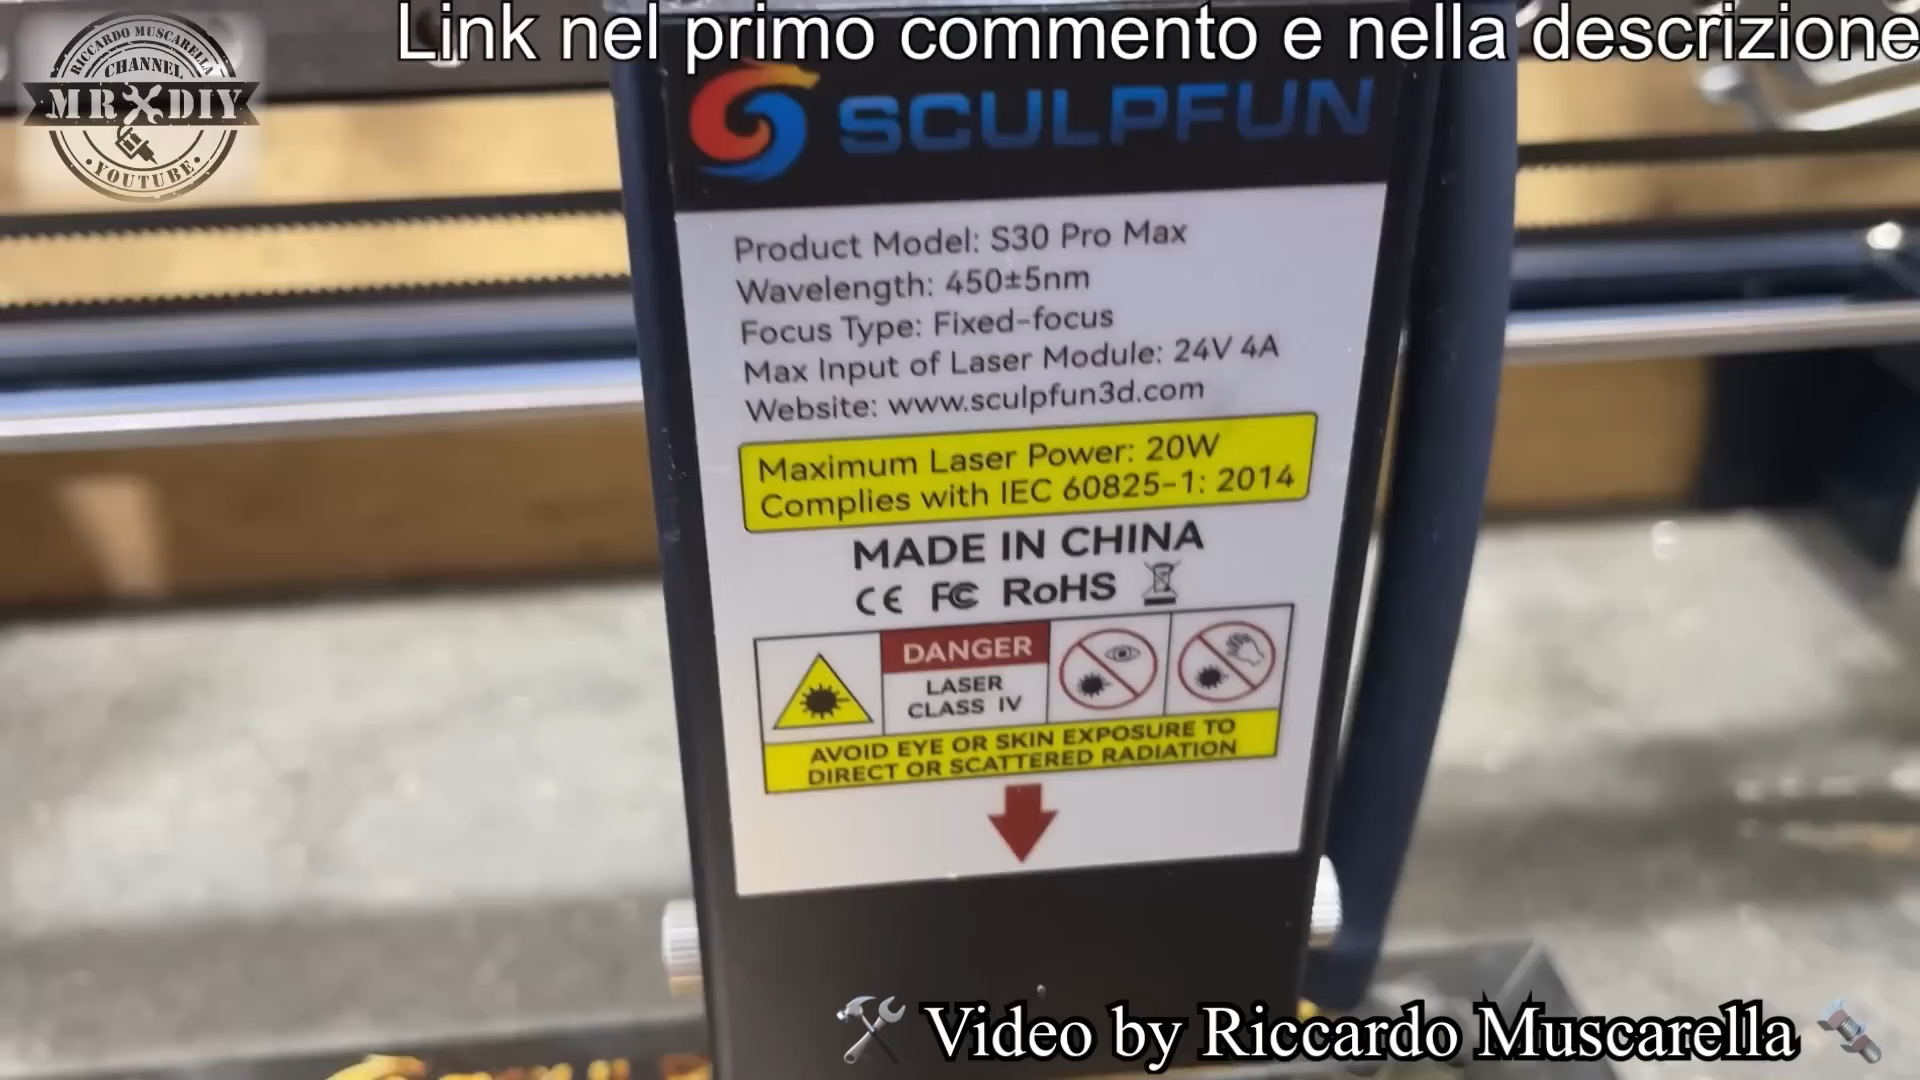 Link nel primo commento e nella descrizione
RICCARDO MUSCARELLA
CHANNEL
MR DIY
YOUTUBE
SCULPFUN
Product Model: S30 Pro Max
Wavelength: 450±5nm
Focus Type: Fixed-focus
Max Input of Laser Module: 24V 4A
Website: www.sculpfun3d.com
Maximum Laser Power: 20W
Complies with IEC 60825-1: 2014
MADE IN CHINA
CE FC RoHS
DANGER
LASER
CLASS IV
AVOID EYE OR SKIN EXPOSURE TO
DIRECT OR SCATTERED RADIATION
Video by Riccardo Muscarella